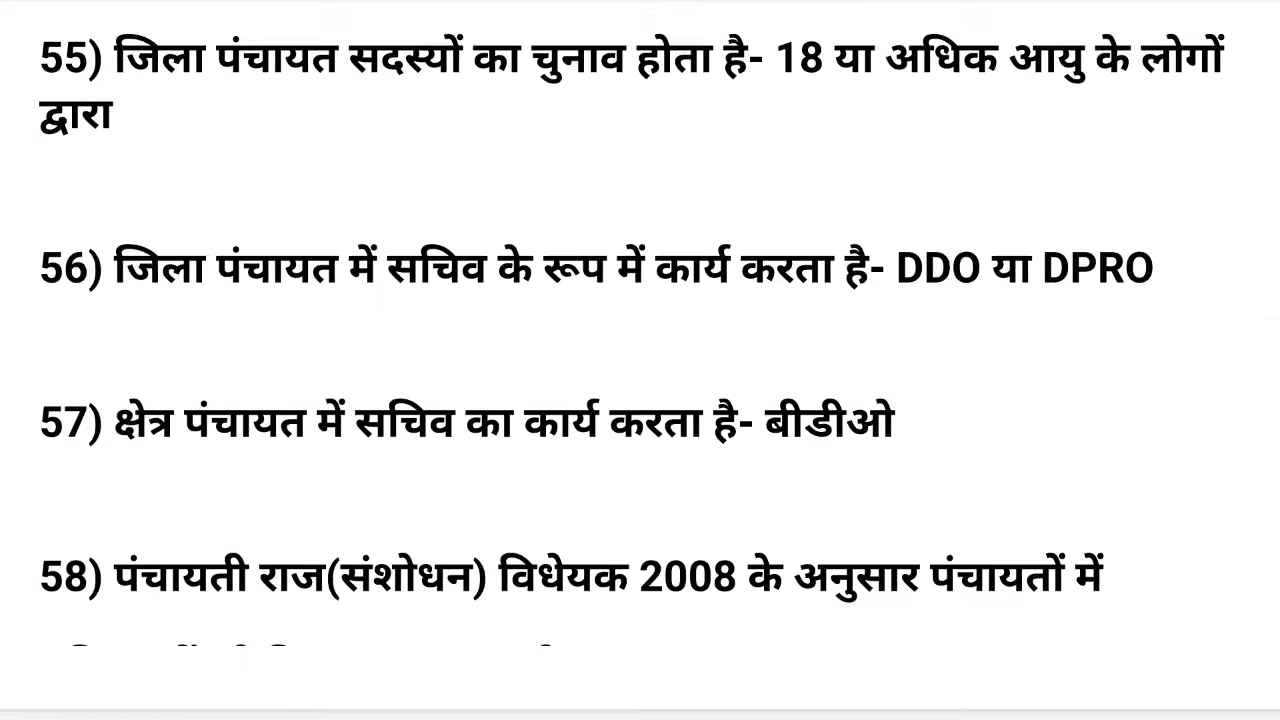 55) जिला पंचायत सदस्यों का चुनाव होता है- 18 या अधिक आयु के लोगों
द्वारा
56) जिला पंचायत में सचिव के रूप में कार्य करता है- DDO या DPRO
57) क्षेत्र पंचायत में सचिव का कार्य करता है- बीडीओ
58) पंचायती राज(संशोधन) विधेयक 2008 के अनुसार पंचायतों में